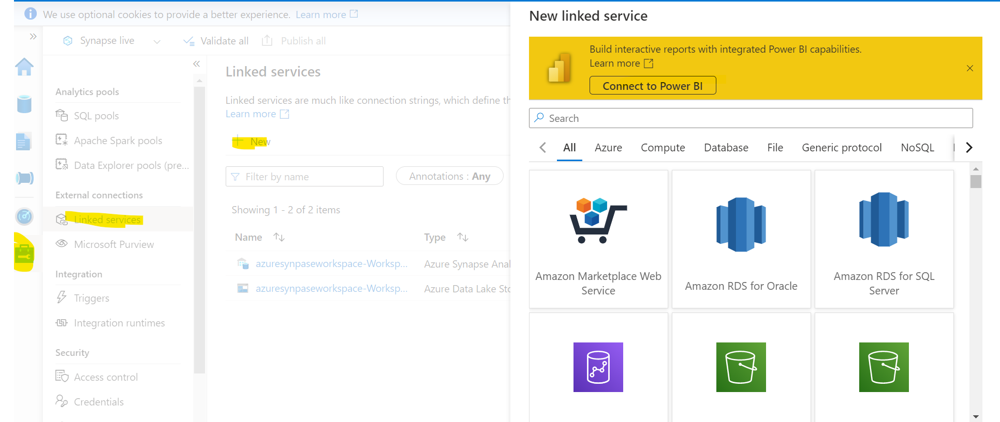 We use optional cookies to provide a better experience. Learn more
Synapse live
Validate all
Publish all
Analytics pools
SQL pools
Apache Spark pools
Data Explorer pools (pre...
External connections
Linked services
Microsoft Purview
Integration
Triggers
Integration runtimes
Security
Access control
Credentials
Linked services
Linked services are much like connection strings, which define th
Learn more
New
Filter by name
Annotations : Any
Showing 1 - 2 of 2 items
Name
Type
azuresynpaseworkspace-Worksp...
Azure Synapse Anal
azuresynpaseworkspace-Worksp...
Azure Data Lake Sto
New linked service
Build interactive reports with integrated Power BI capabilities.
Learn more
Connect to Power BI
Search
All
Azure
Compute
Database
File
Generic protocol
NoSQL
Amazon Marketplace Web
Service
Amazon RDS for Oracle
Amazon RDS for SQL
Server